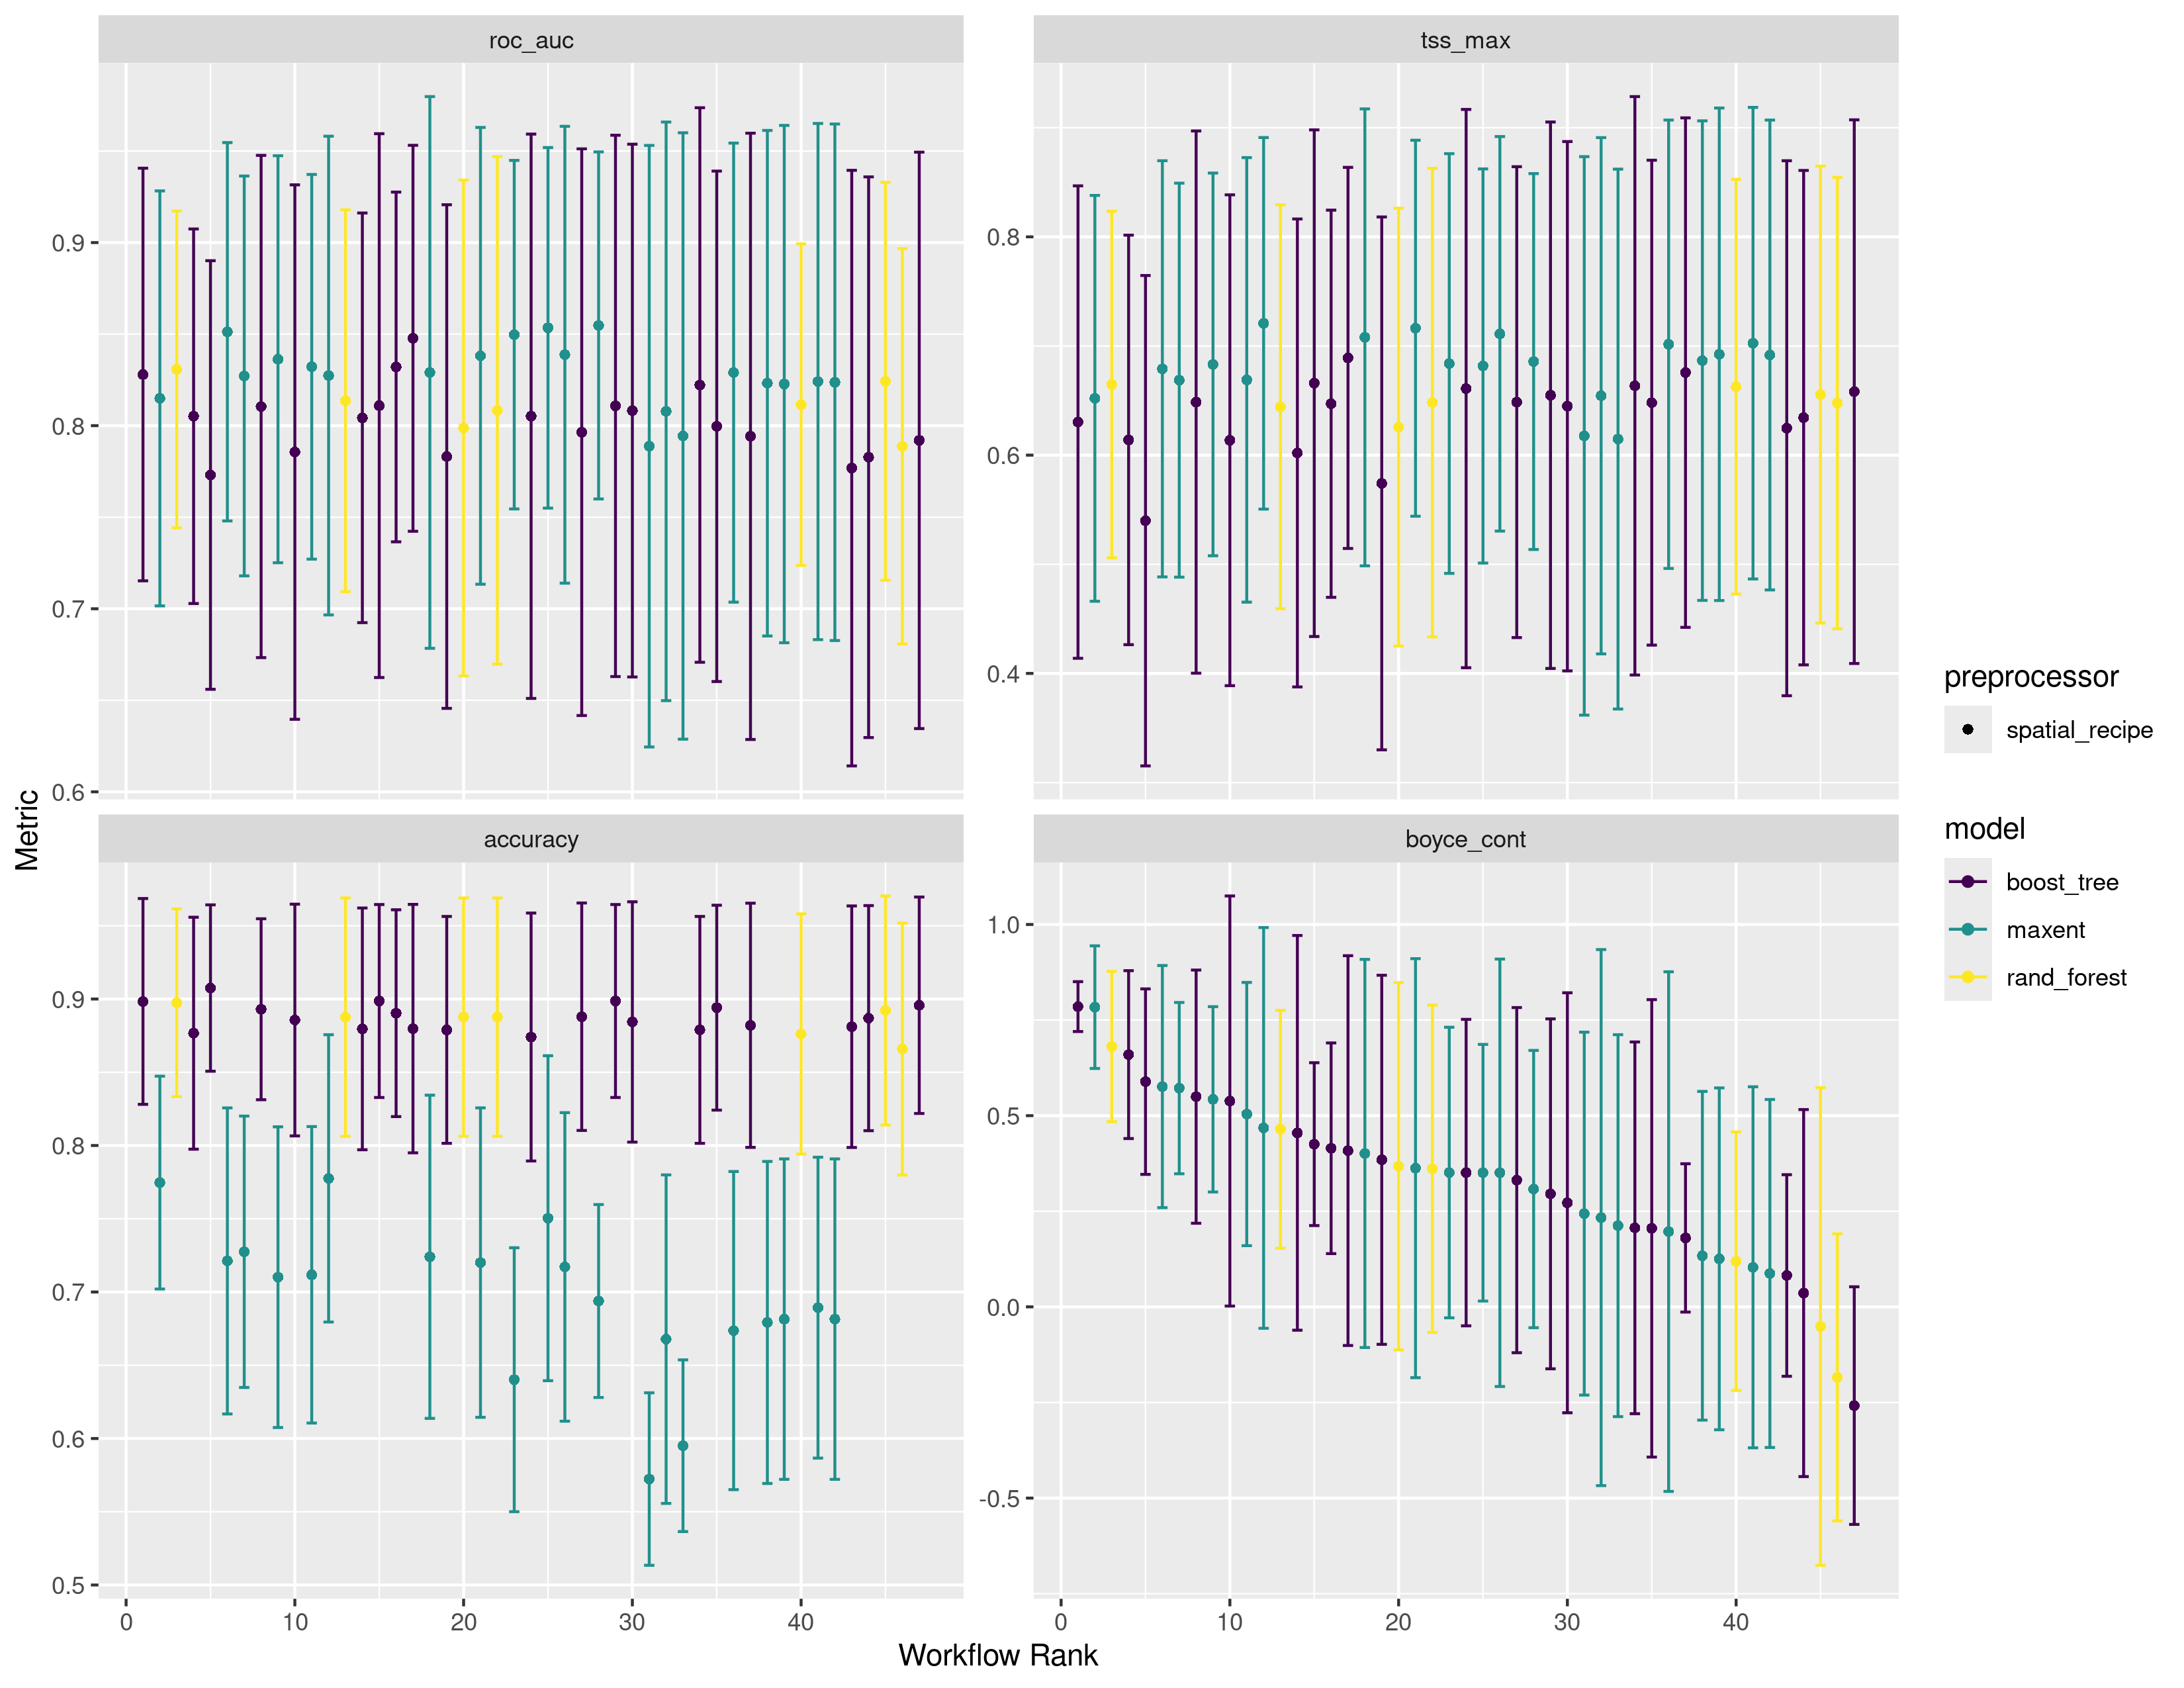 roc_auc
tss_max
0.9
0.8
0.7
0.6
0.8
0.6
0.4
accuracy
boyce_cont
0.9
0.8
0.7
0.6
0.5
1.0
0.5
0.0
-0.5
0 10 20 30 40
0 10 20 30 40
Metric
Workflow Rank
preprocessor
spatial_recipe
model
boost_tree
maxent
rand_forest